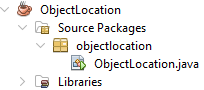 ObjectLocation
Source Packages
objectlocation
ObjectLocation.java
Libraries